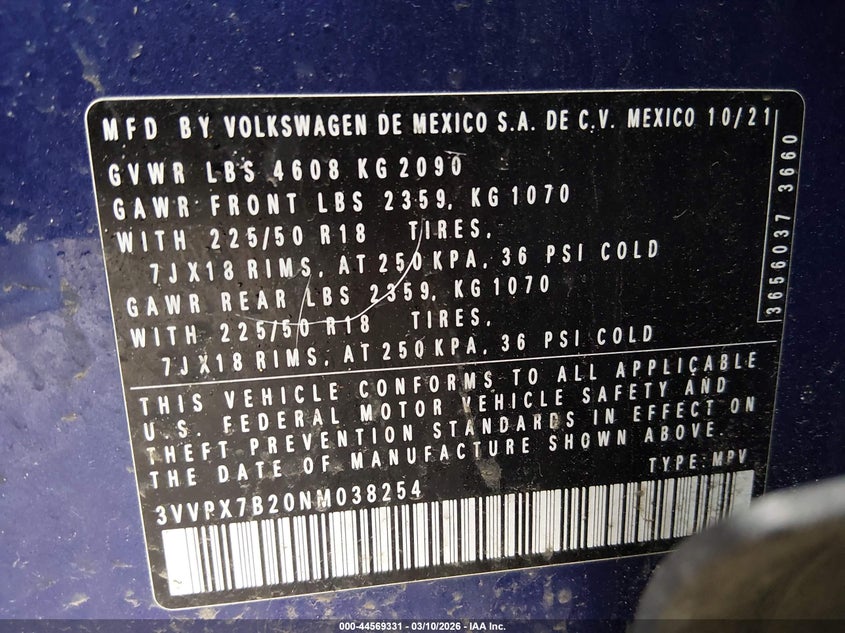 MFD BY VOLKSWAGEN DE MEXICO S.A. DE C.V. MEXICO 10/21
GVWR LBS 4608 KG 2090
GAWR FRONT LBS 2359, KG 1070
WITH 225/50 R18 TIRES,
7JX18 RIMS, AT 250 KPA, 36 PSI COLD
GAWR REAR LBS 2359, KG 1070
WITH 225/50 R18 TIRES,
7JX18 RIMS, AT 250 KPA, 36 PSI COLD
3656037 3660
THIS VEHICLE CONFORMS TO ALL APPLICABLE
U.S. FEDERAL MOTOR VEHICLE SAFETY AND
THEFT PREVENTION STANDARDS IN EFFECT ON
THE DATE OF MANUFACTURE SHOWN ABOVE
TYPE: MPV
3VVPX7B20NM038254
000-44569331 - 03/10/2026 - IAA Inc.